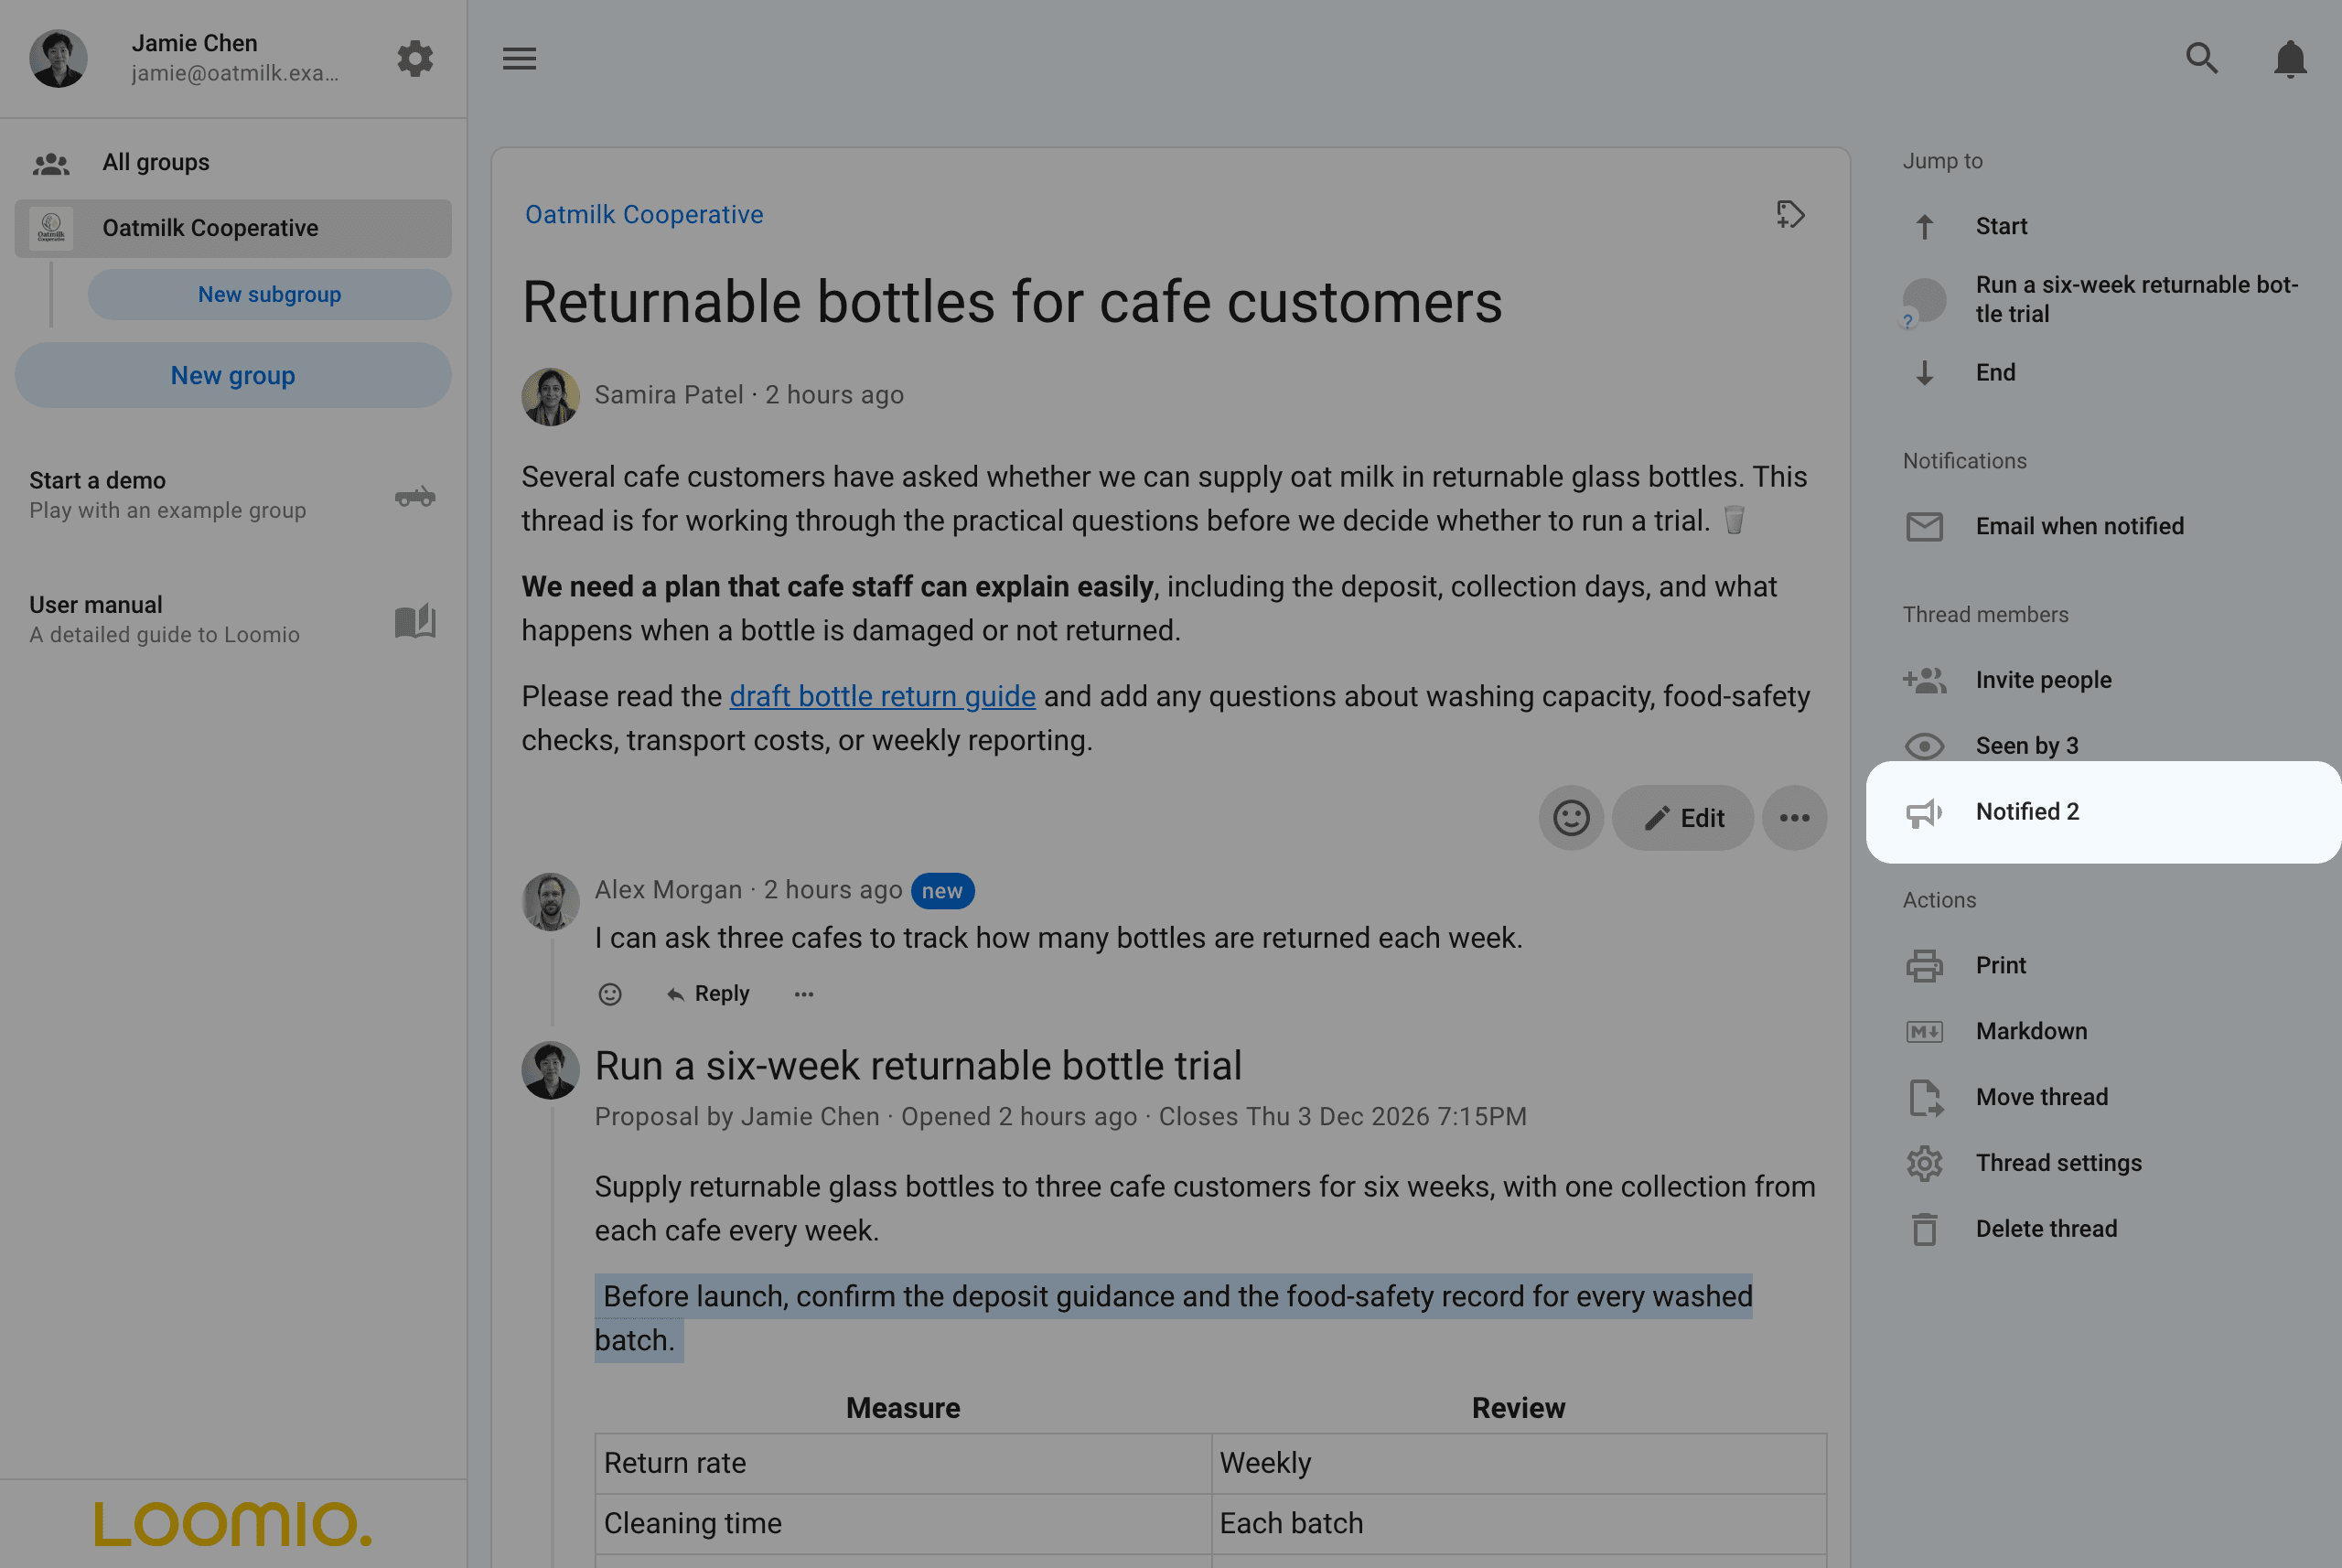 Jamie Chen
jamie@oatmilk.exa...
All groups
Oatmilk Cooperative
Oatmilk Cooperative
New subgroup
New group
Start a demo
Play with an example group
User manual
A detailed guide to Loomio
LOOMIO.
Oatmilk Cooperative
Returnable bottles for cafe customers
Samira Patel · 2 hours ago
Several cafe customers have asked whether we can supply oat milk in returnable glass bottles. This
thread is for working through the practical questions before we decide whether to run a trial. 🥛
We need a plan that cafe staff can explain easily, including the deposit, collection days, and what
happens when a bottle is damaged or not returned.
Please read the draft bottle return guide and add any questions about washing capacity, food-safety
checks, transport costs, or weekly reporting.
Edit
Alex Morgan · 2 hours ago new
I can ask three cafes to track how many bottles are returned each week.
Reply
Run a six-week returnable bottle trial
Proposal by Jamie Chen · Opened 2 hours ago · Closes Thu 3 Dec 2026 7:15PM
Supply returnable glass bottles to three cafe customers for six weeks, with one collection from
each cafe every week.
Before launch, confirm the deposit guidance and the food-safety record for every washed
batch.
Measure Review
Return rate Weekly
Cleaning time Each batch
Jump to
Start
Run a six-week returnable bot-
tle trial
?
End
Notifications
Email when notified
Thread members
Invite people
Seen by 3
Notified 2
Actions
Print
M Markdown
Move thread
Thread settings
Delete thread